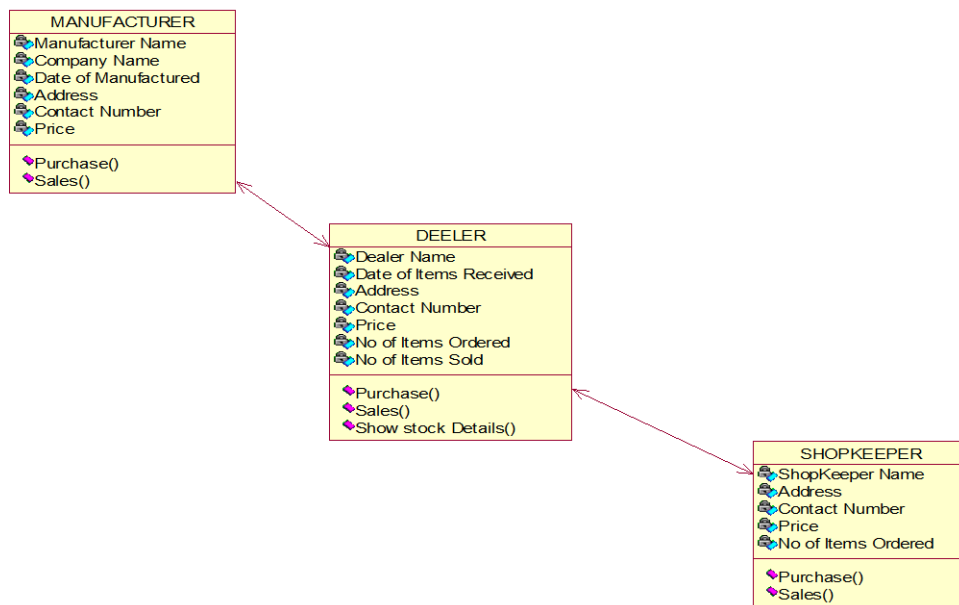 MANUFACTURER
Manufacturer Name
Company Name
Date of Manufactured
Address
Contact Number
Price
Purchase()
Sales()
DEELER
Dealer Name
Date of Items Received
Address
Contact Number
Price
No of Items Ordered
No of Items Sold
Purchase()
Sales()
Show stock Details()
SHOPKEEPER
ShopKeeper Name
Address
Contact Number
Price
No of Items Ordered
Purchase()
Sales()